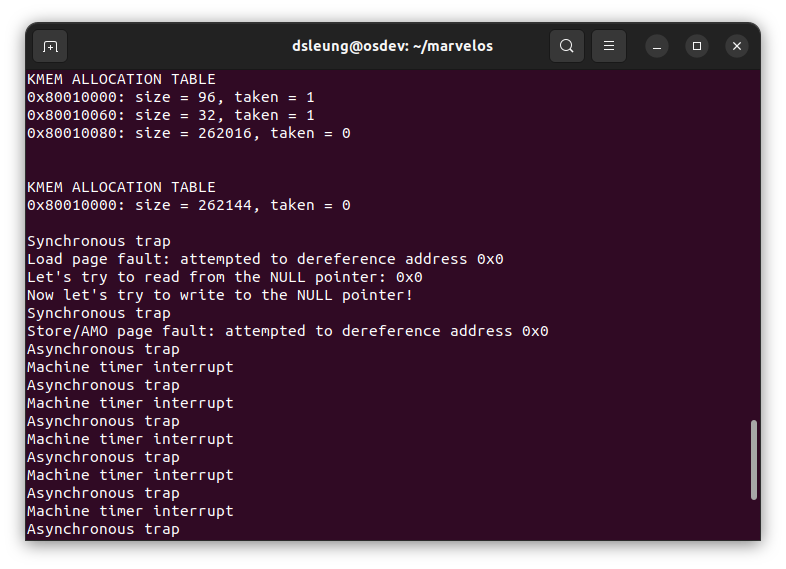 dsleung@osdev: ~/marvelos
KMEM ALLOCATION TABLE
0x80010000: size = 96, taken = 1
0x80010060: size = 32, taken = 1
0x80010080: size = 262016, taken = 0
KMEM ALLOCATION TABLE
0x80010000: size = 262144, taken = 0
Synchronous trap
Load page fault: attempted to dereference address 0x0
Let's try to read from the NULL pointer: 0x0
Now let's try to write to the NULL pointer!
Synchronous trap
Store/AMO page fault: attempted to dereference address 0x0
Asynchronous trap
Machine timer interrupt
Asynchronous trap
Machine timer interrupt
Asynchronous trap
Machine timer interrupt
Asynchronous trap
Machine timer interrupt
Asynchronous trap
Machine timer interrupt
Asynchronous trap